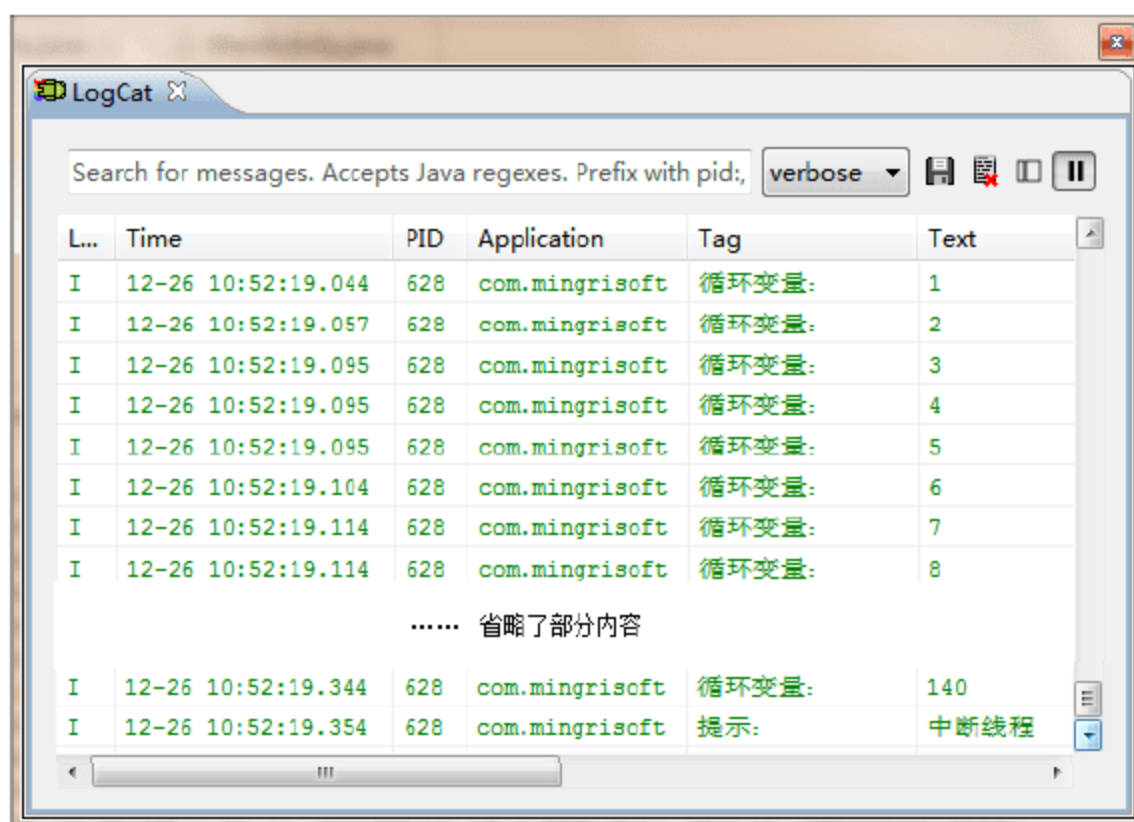 LogCat
Search for messages. Accepts Java regexes. Prefix with pid:, verbose
L... Time PID Application Tag Text
I 12-26 10:52:19.044 628 com.mingrisoft 循环变量: 1
I 12-26 10:52:19.057 628 com.mingrisoft 循环变量: 2
I 12-26 10:52:19.095 628 com.mingrisoft 循环变量: 3
I 12-26 10:52:19.095 628 com.mingrisoft 循环变量: 4
I 12-26 10:52:19.095 628 com.mingrisoft 循环变量: 5
I 12-26 10:52:19.104 628 com.mingrisoft 循环变量: 6
I 12-26 10:52:19.114 628 com.mingrisoft 循环变量: 7
I 12-26 10:52:19.114 628 com.mingrisoft 循环变量: 8
…… 省略了部分内容
I 12-26 10:52:19.344 628 com.mingrisoft 循环变量: 140
I 12-26 10:52:19.354 628 com.mingrisoft 提示: 中断线程